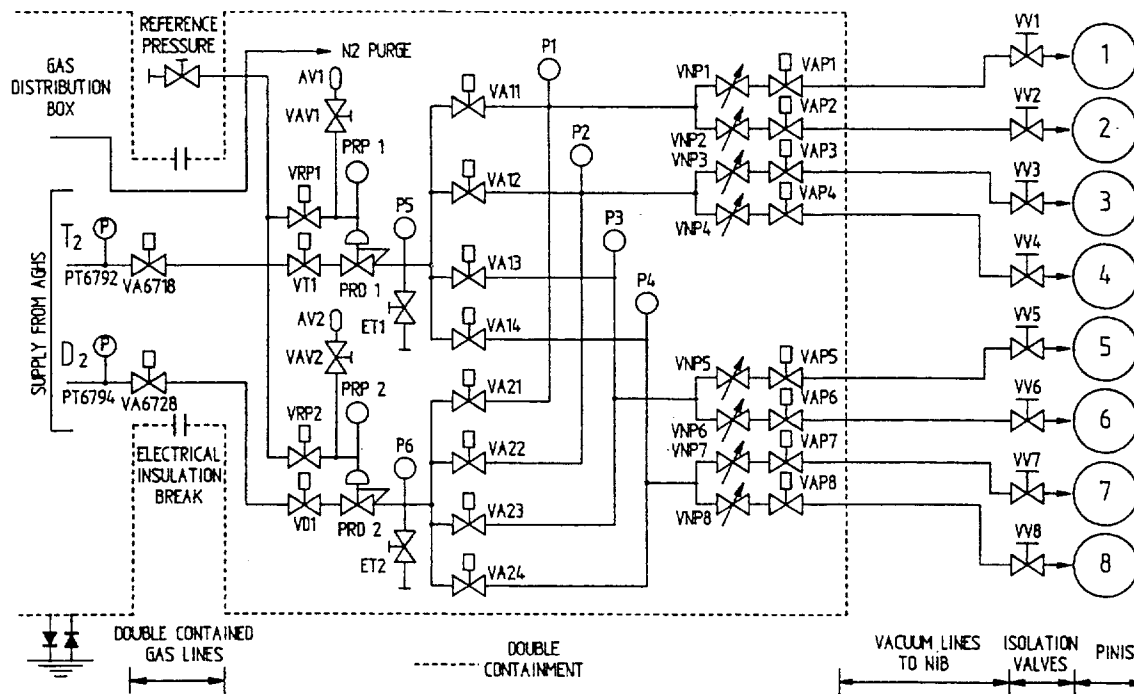 REFERENCE
PRESSURE
GAS
DISTRIBUTION
BOX
N2 PURGE
AV1
VAV1
PRP 1
VRP1
P5
T2
P
PT6792
VA6718
VT1
PRD 1
ET1
SUPPLY FROM AGHS
D2
P
PT6794
VA6728
AV2
VAV2
PRP 2
VRP2
P6
VD1
PRD 2
ET2
ELECTRICAL
INSULATION
BREAK
VA11
VA12
VA13
VA14
VA21
VA22
VA23
VA24
P1
P2
P3
P4
VNP1
VAP1
VNP2
VAP2
VNP3
VAP3
VNP4
VAP4
VNP5
VAP5
VNP6
VAP6
VNP7
VAP7
VNP8
VAP8
VV1
1
VV2
2
VV3
3
VV4
4
VV5
5
VV6
6
VV7
7
VV8
8
DOUBLE CONTAINED
GAS LINES
DOUBLE
CONTAINMENT
VACUUM LINES
TO NIB
ISOLATION
VALVES
PINIS